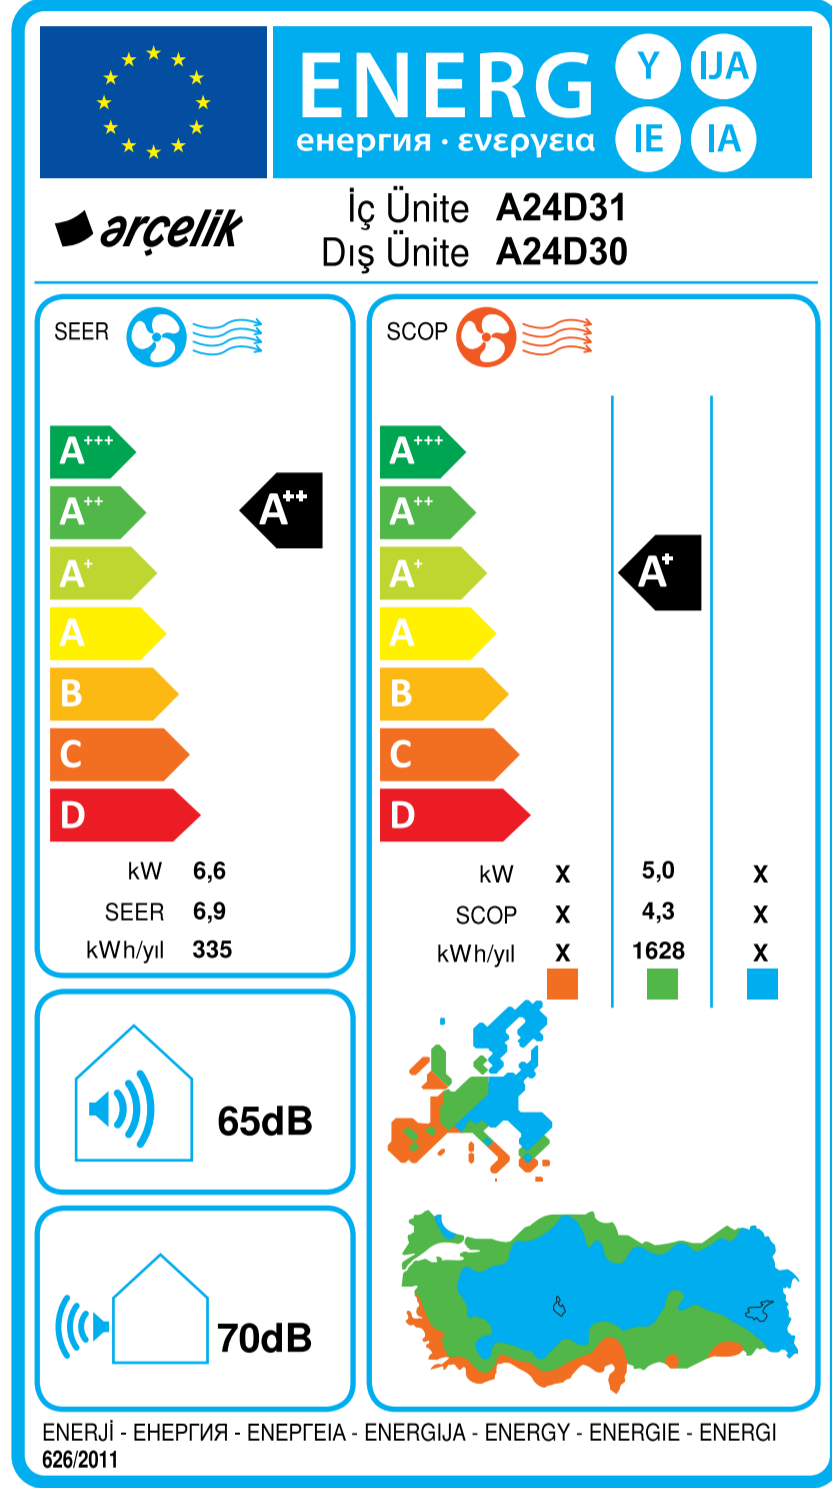 ENERG
Y IJA
IE IA
енергия · ενεργεια
arçelik
İç Ünite A24D31
Dış Ünite A24D30
SEER
A+++
A++
A+
A
B
C
D
A++
kW 6,6
SEER 6,9
kWh/yıl 335
SCOP
A+++
A++
A+
A
B
C
D
A+
kW X 5,0 X
SCOP X 4,3 X
kWh/yıl X 1628 X
65dB
70dB
ENERJİ - ЕНЕРГИЯ - ΕΝΕΡΓΕΙΑ - ENERGIJA - ENERGY - ENERGIE - ENERGI
626/2011